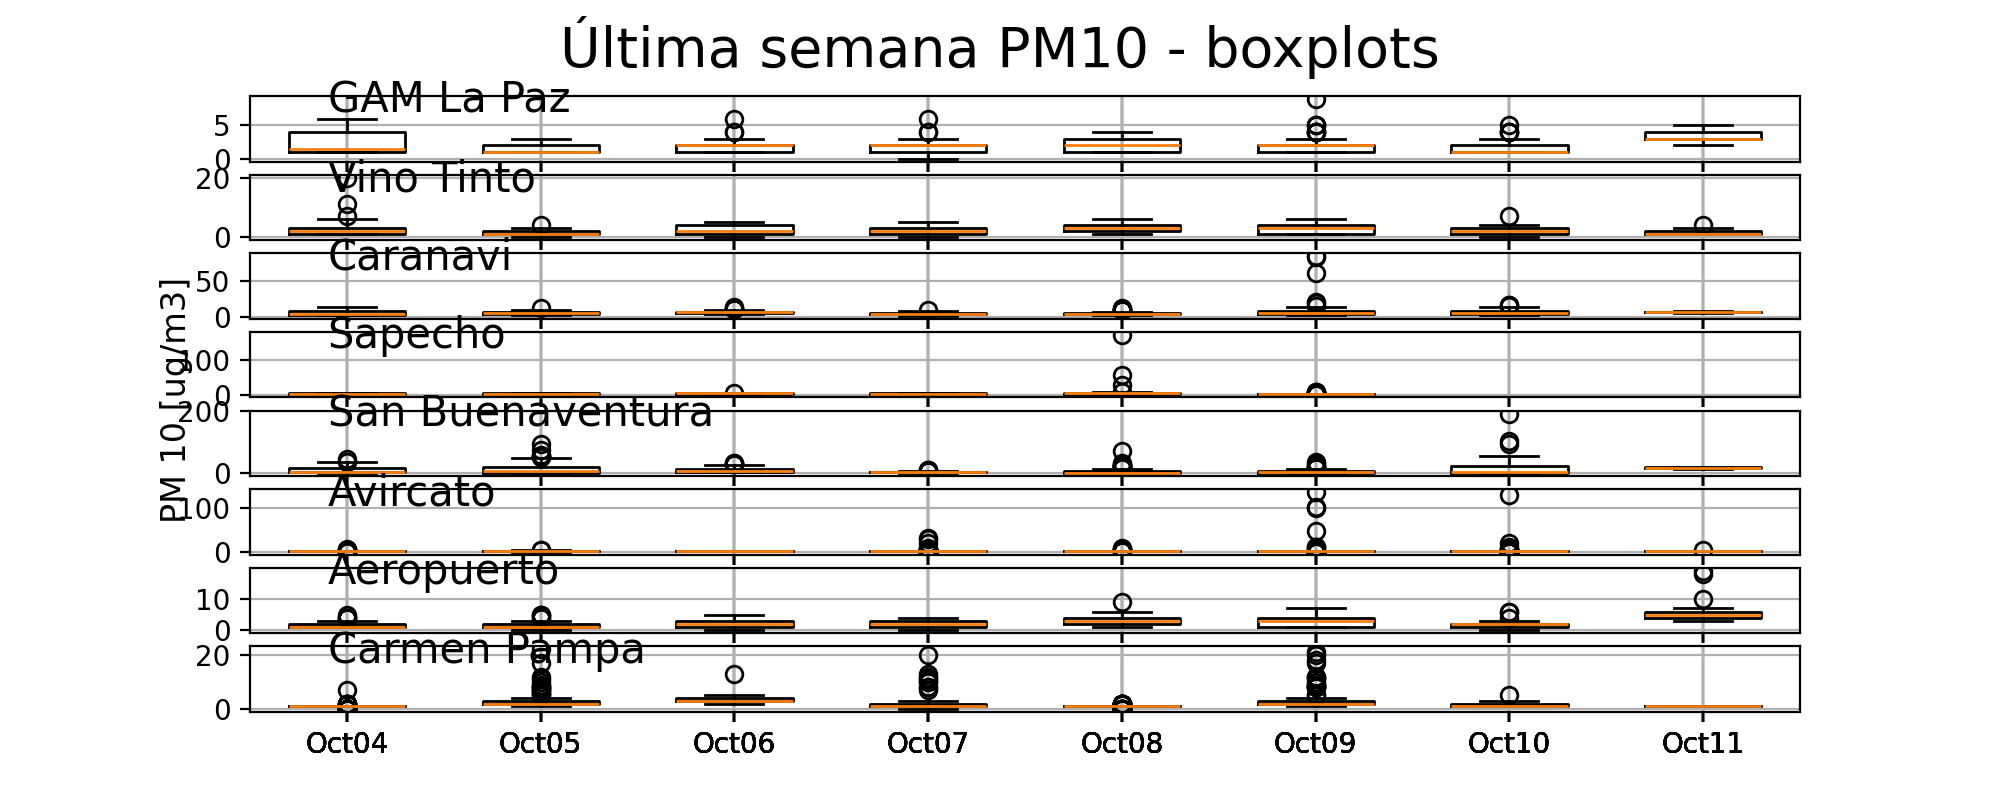 Última semana PM10 - boxplots
GAM La Paz
5
0
Vino Tinto
20
0
Caranavi
50
0
Sapecho
100
0
PM 10 [ug/m3]
San Buenaventura
200
0
Avircato
100
0
Aeropuerto
10
0
Carmen Pampa
20
0
Oct04 Oct05 Oct06 Oct07 Oct08 Oct09 Oct10 Oct11